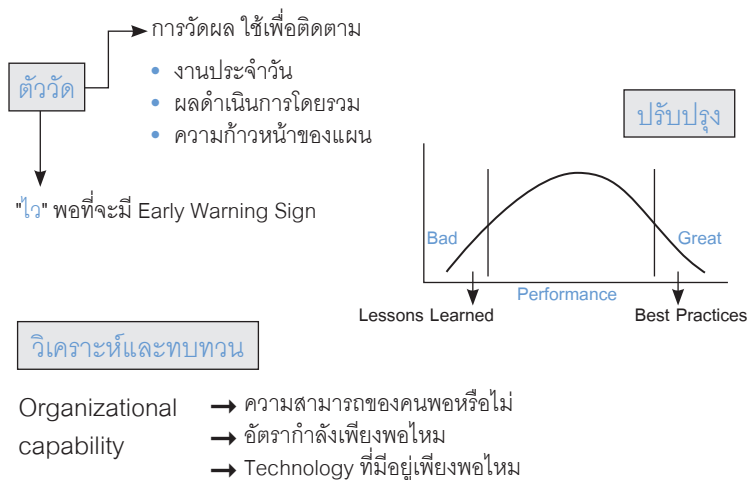 การวัดผล ใช้เพื่อติดตาม
ตัววัด
• งานประจำวัน
• ผลดำเนินการโดยรวม
• ความก้าวหน้าของแผน
"ไว" พอที่จะมี Early Warning Sign
ปรับปรุง
Bad
Great
Performance
Lessons Learned
Best Practices
วิเคราะห์และทบทวน
Organizational
capability
ความสามารถของคนพอหรือไม่
อัตรากำลังเพียงพอไหม
Technology ที่มีอยู่เพียงพอไหม